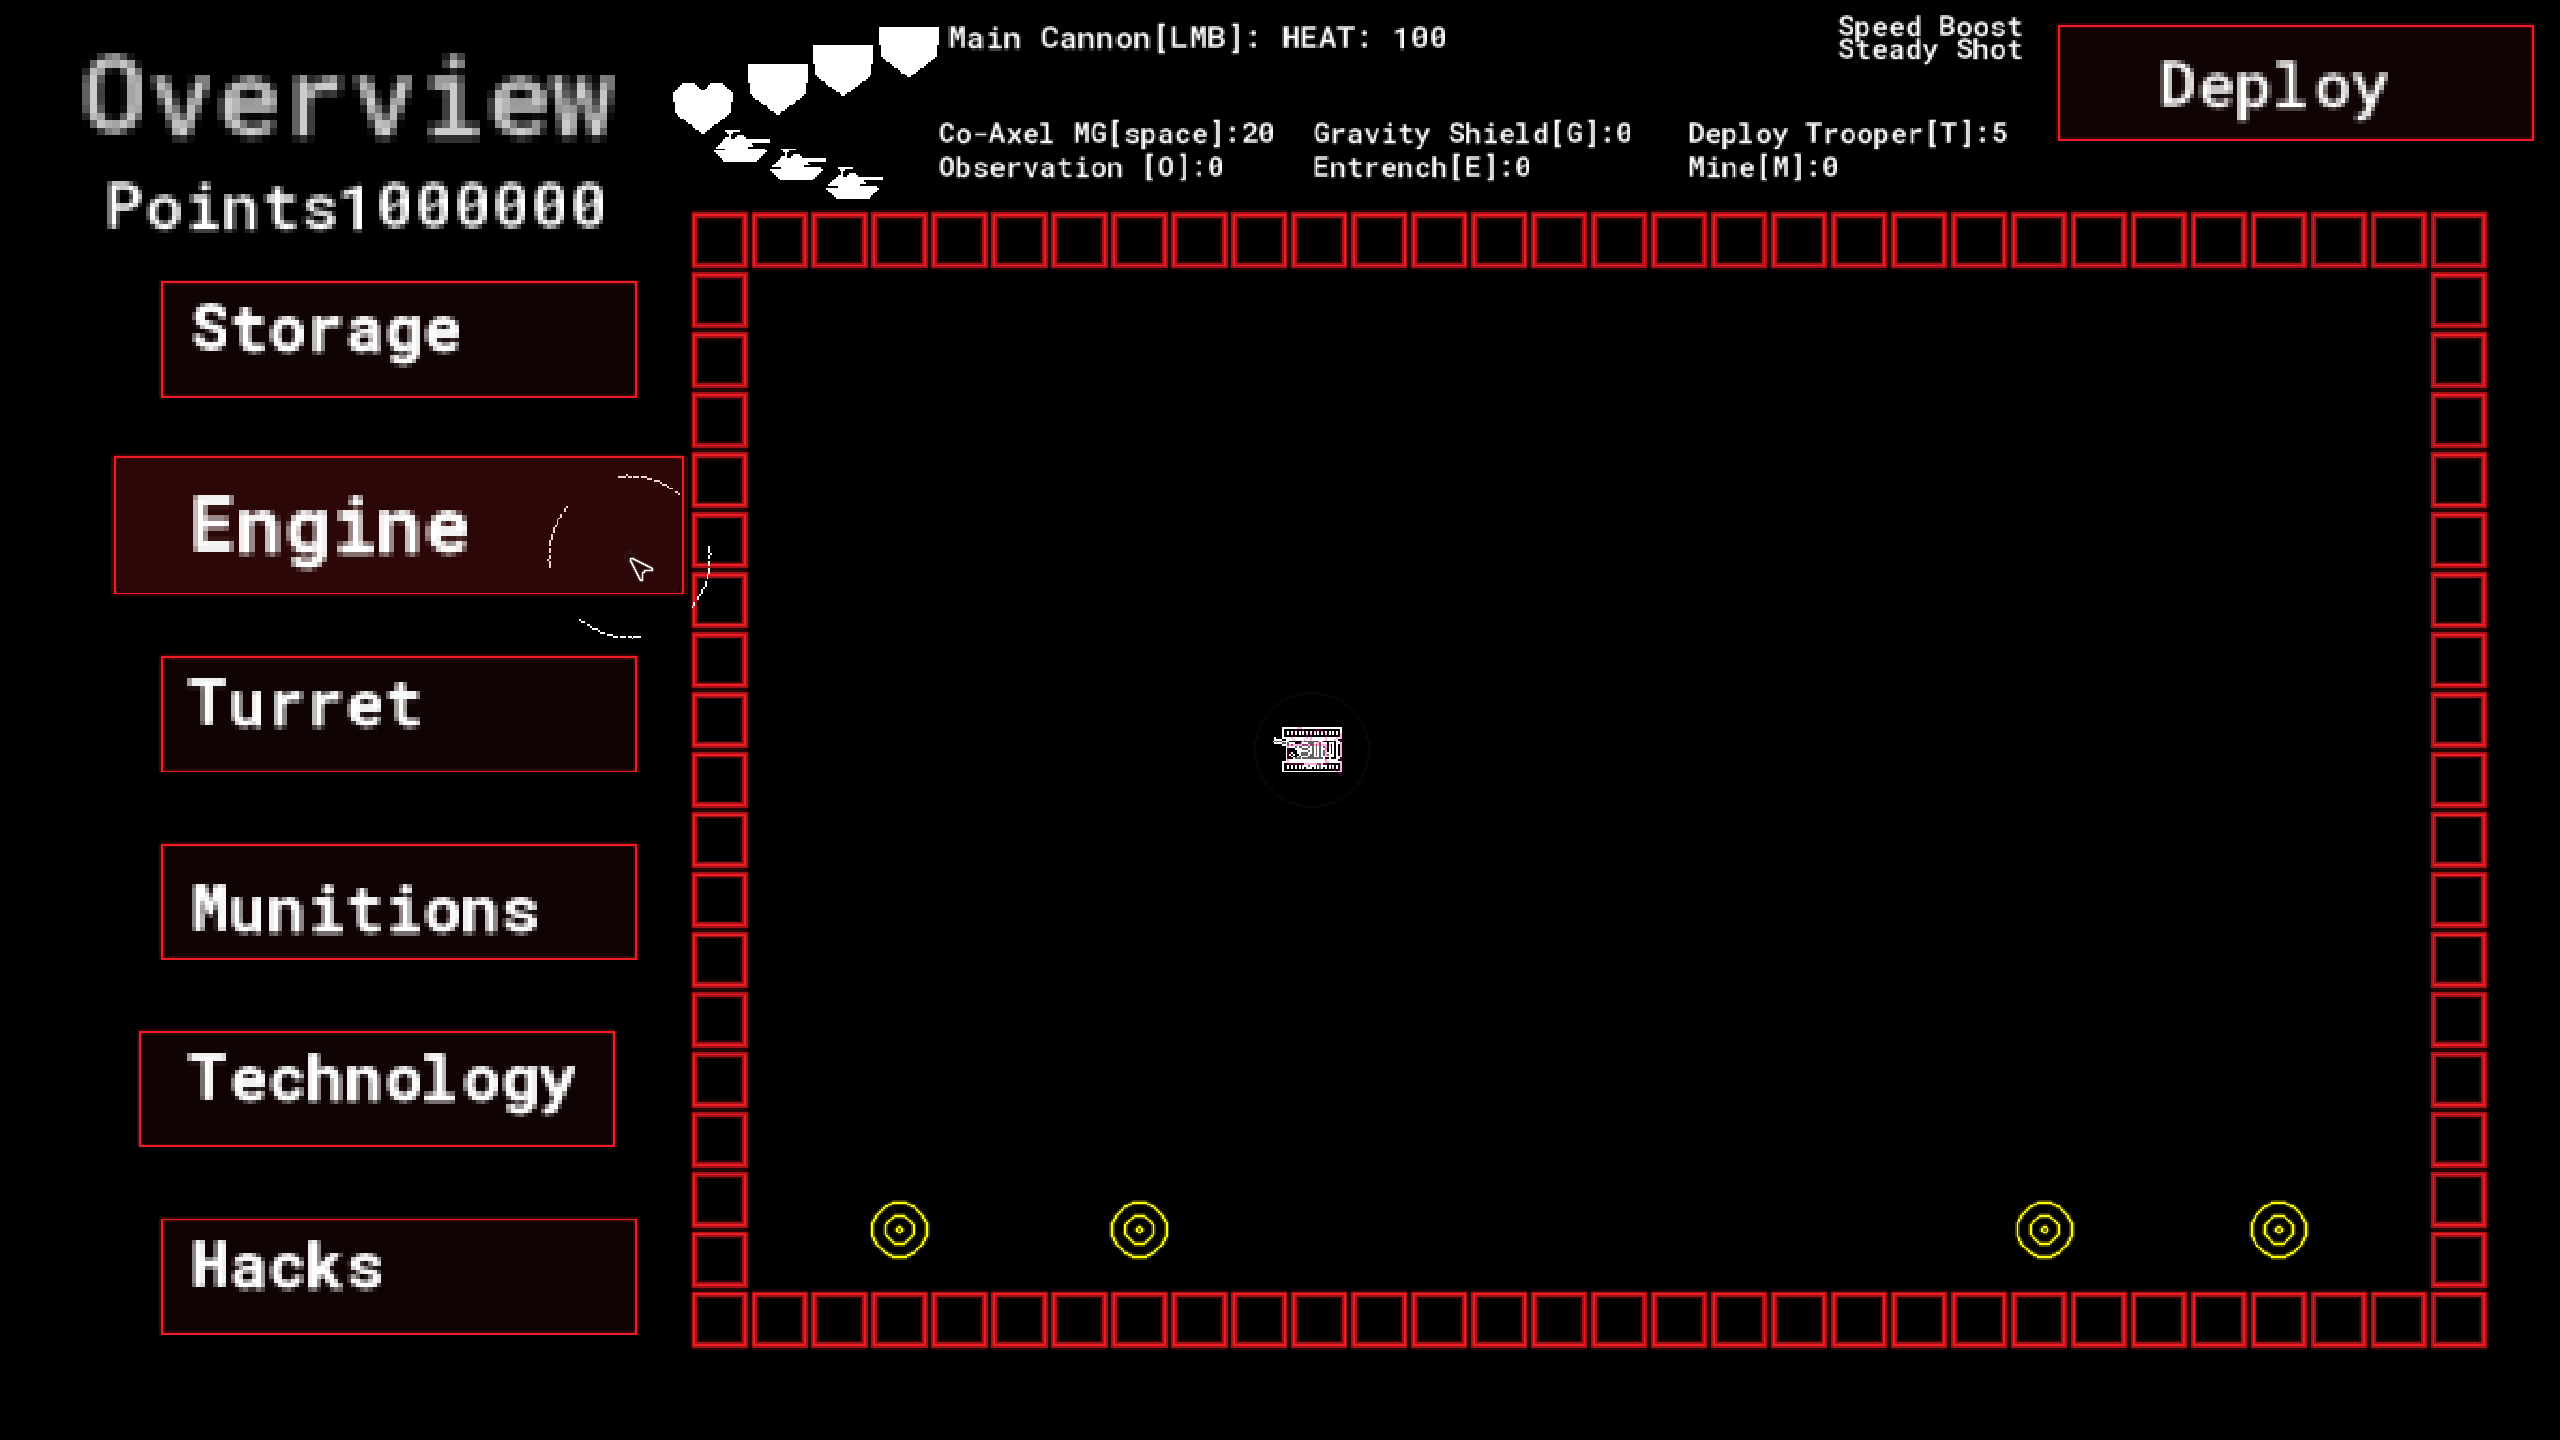 Overview
Points1000000
Storage
Engine
Turret
Munitions
Technology
Hacks
Main Cannon[LMB]: HEAT: 100
Speed Boost
Steady Shot
Deploy
Co-Axel MG[space]:20 Gravity Shield[G]:0 Deploy Trooper[T]:5
Observation [O]:0 Entrench[E]:0 Mine[M]:0